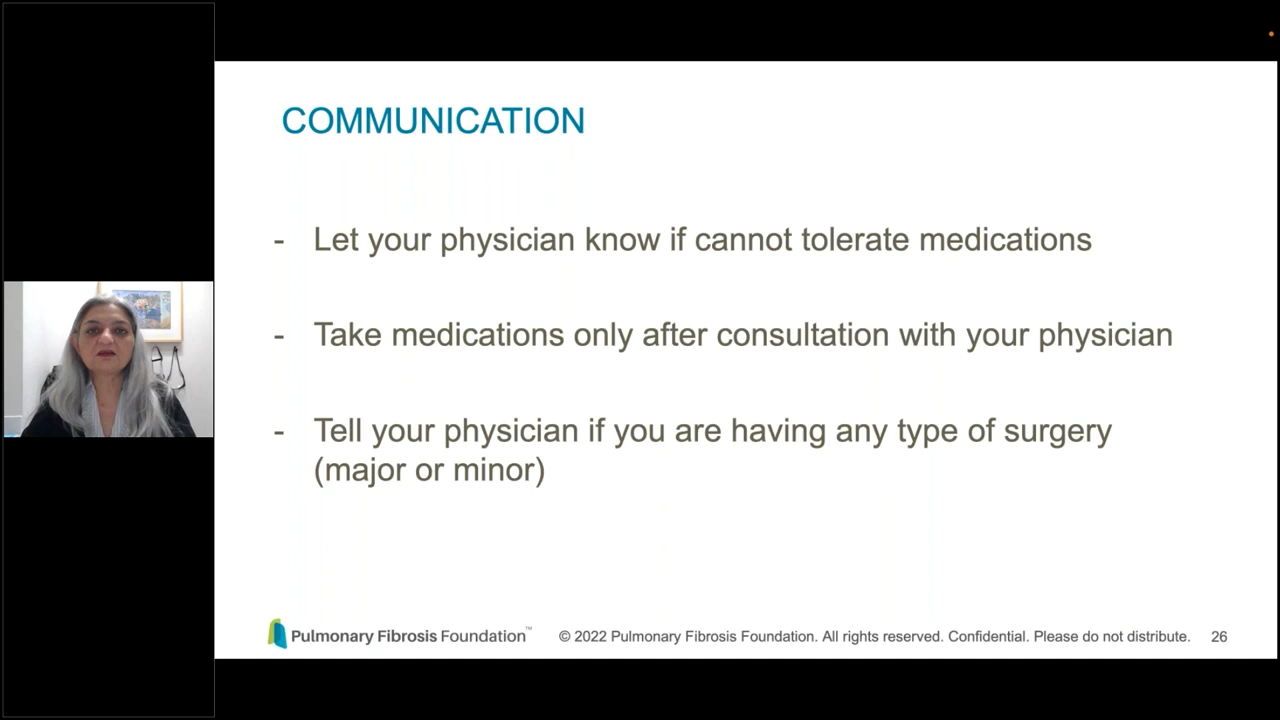 COMMUNICATION
- Let your physician know if cannot tolerate medications
- Take medications only after consultation with your physician
- Tell your physician if you are having any type of surgery
(major or minor)
Pulmonary Fibrosis Foundation™ © 2022 Pulmonary Fibrosis Foundation. All rights reserved. Confidential. Please do not distribute. 26